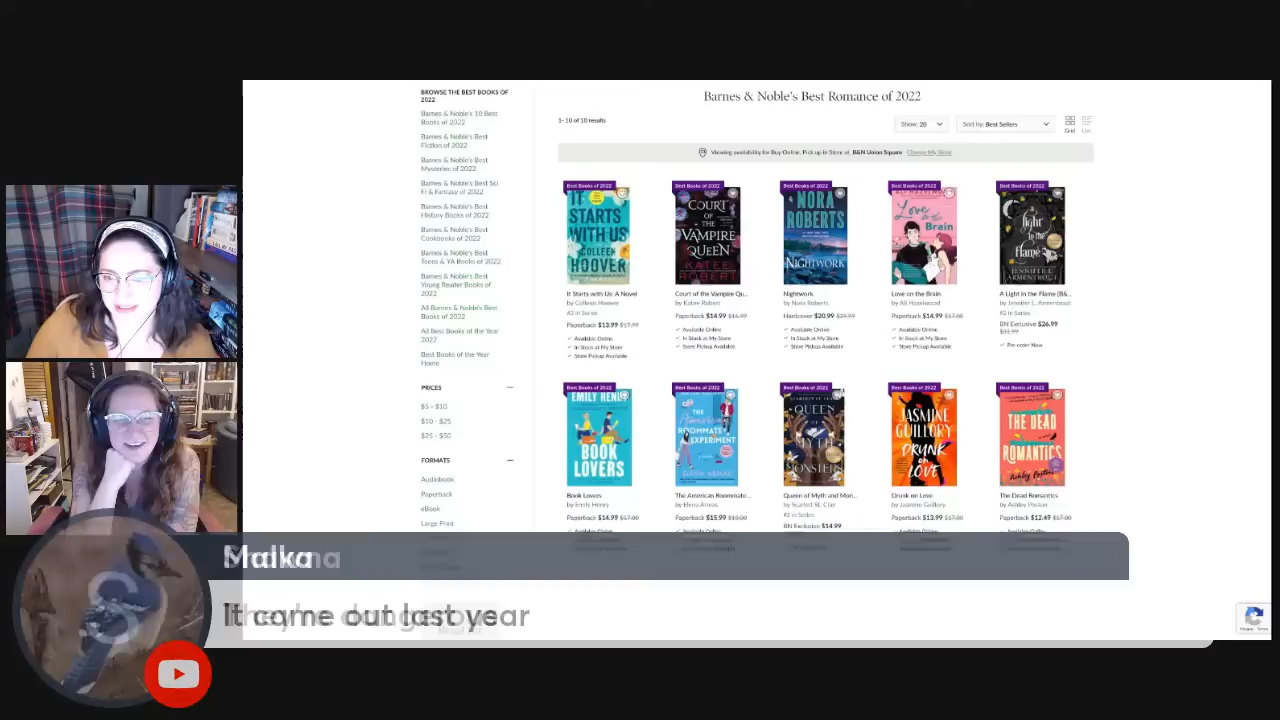 BROWSE THE BEST BOOKS OF
2022
Barnes & Noble's 10 Best
Books of 2022
Barnes & Noble's Best
Fiction of 2022
Barnes & Noble's Best
Mysteries of 2022
Barnes & Noble's Best Sci
Fi & Fantasy of 2022
Barnes & Noble's Best
History Books of 2022
Barnes & Noble's Best
Cookbooks of 2022
Barnes & Noble's Best
Teens & YA Books of 2022
Barnes & Noble's Best
Young Reader Books of
2022
All Barnes & Noble's Best
Books of 2022
All Best Books of the Year
2022
Best Books of the Year
Home
PRICES
$5 - $10
$10 - $25
$25 - $50
FORMATS
Audiobook
Paperback
eBook
Large Print
Barnes & Noble's Best Romance of 2022
1 - 10 of 10 results
Show: 20
Sort by: Best Sellers
Grid
List
Viewing availability for Buy Online, Pick up in Store at B&N Union Square Change My Store
Best Books of 2022
IT STARTS WITH US COLLEEN HOOVER
It Starts with Us: A Novel
by Colleen Hoover
#2 in Series
Paperback $13.99 $17.99
✓ Available Online
✓ In Stock at My Store
✓ Store Pickup Available
Best Books of 2022
COURT OF THE VAMPIRE QUEEN KATEE ROBERT
Court of the Vampire Qu...
by Katee Robert
Paperback $14.99 $16.99
✓ Available Online
✓ In Stock at My Store
✓ Store Pickup Available
Best Books of 2022
NORA ROBERTS NIGHTWORK
Nightwork
by Nora Roberts
Hardcover $20.99 $29.99
✓ Available Online
✓ In Stock at My Store
✓ Store Pickup Available
Best Books of 2022
Love on the Brain
Love on the Brain
by Ali Hazelwood
Paperback $14.99 $17.00
✓ Available Online
✓ In Stock at My Store
✓ Store Pickup Available
Best Books of 2022
A light in the Flame JENNIFER L. ARMENTROUT
A Light in the Flame (B&...
by Jennifer L. Armentrout
#2 in Series
BN Exclusive $26.99
✓ Pre-order Now
Best Books of 2022
EMILY HENRY BOOK LOVERS
Book Lovers
by Emily Henry
Paperback $14.99 $17.00
Best Books of 2022
THE American ROOMMATE EXPERIMENT ELENA ARMAS
The American Roommate...
by Elena Armas
Paperback $15.99 $18.00
Best Books of 2022
QUEEN OF MYTH & MONSTERS
Queen of Myth and Mon...
by Scarlett St. Clair
#2 in Series
BN Exclusive $14.99
Best Books of 2022
JASMINE GUILLORY DRUNK ON LOVE
Drunk on Love
by Jasmine Guillory
Paperback $13.99 $17.00
Best Books of 2022
THE DEAD ROMANTICS Ashley Poston
The Dead Romantics
by Ashley Poston
Paperback $12.49 $17.00
Malka
It came out last year
Privacy - Terms